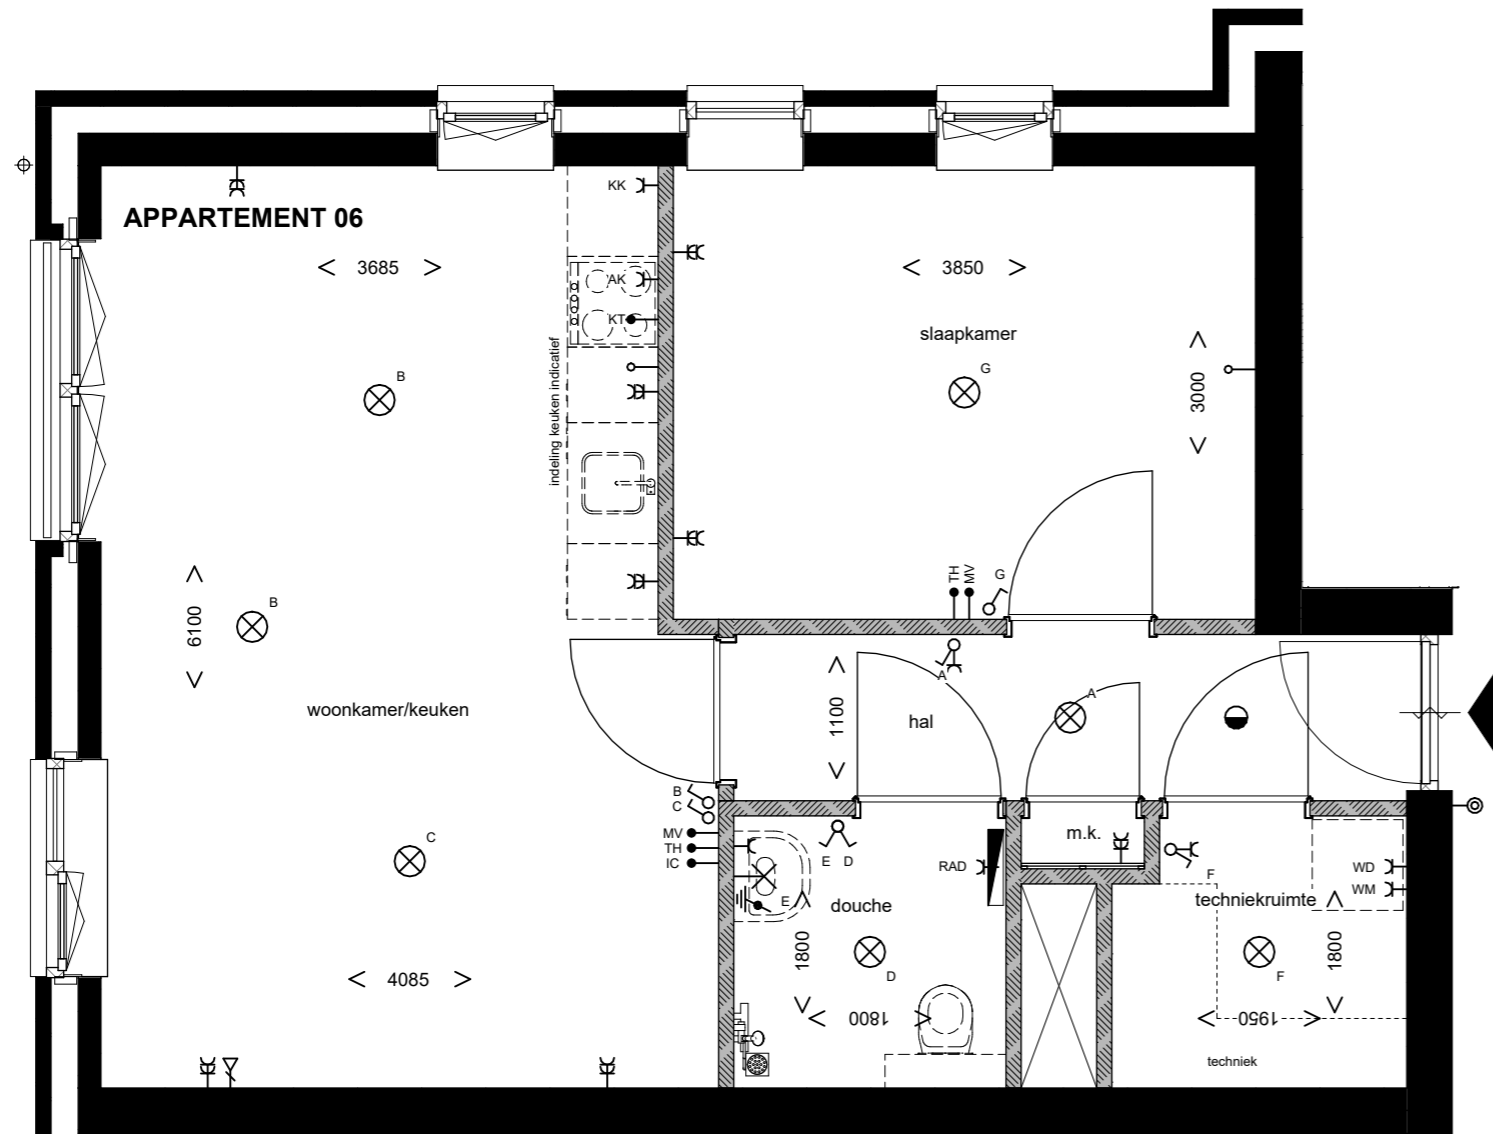 KK
APPARTEMENT 06
3685
3850
AK
KT
slaapkamer
indeling keuken indicatief
B
G
3000
TH
MV
G
B
6100
A
A
woonkamer/keuken
1100
hal
B
C
MV
TH
IC
m.k.
C
E D
RAD
F
WD
WM
E
douche
techniekruimte
1800
1800
D
F
4085
1800
1950
techniek